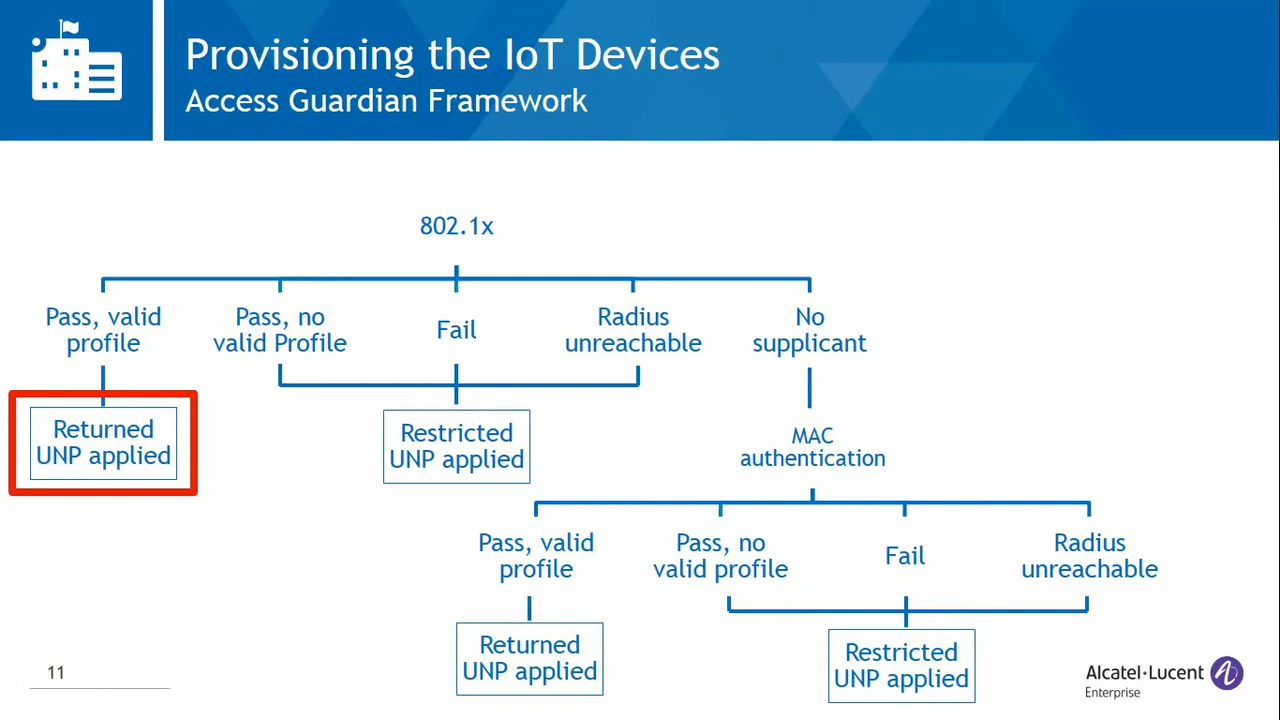 Provisioning the IoT Devices
Access Guardian Framework
802.1x
Pass, valid
profile
Pass, no
valid Profile
Fail
Radius
unreachable
No
supplicant
Returned
UNP applied
Restricted
UNP applied
MAC
authentication
Pass, valid
profile
Pass, no
valid profile
Fail
Radius
unreachable
Returned
UNP applied
Restricted
UNP applied
11
Alcatel·Lucent
Enterprise